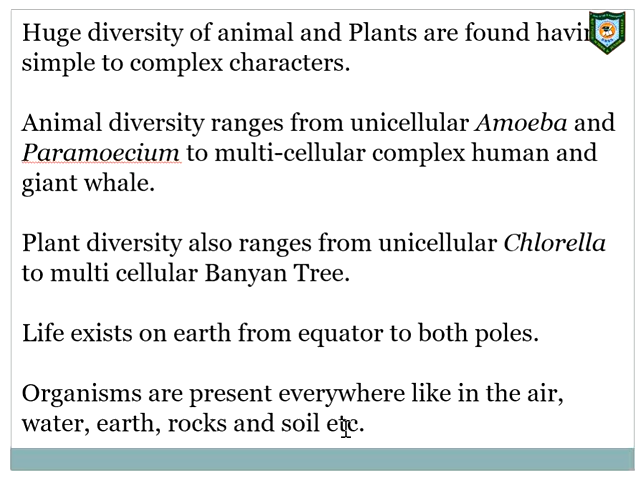 Huge diversity of animal and Plants are found
simple to complex characters.
Animal diversity ranges from unicellular Amoeba and
Paramoecium to multi-cellular complex human and
giant whale.
Plant diversity also ranges from unicellular Chlorella
to multi cellular Banyan Tree.
Life exists on earth from equator to both poles.
Organisms are present everywhere like in the air,
water, earth, rocks and soil etc.